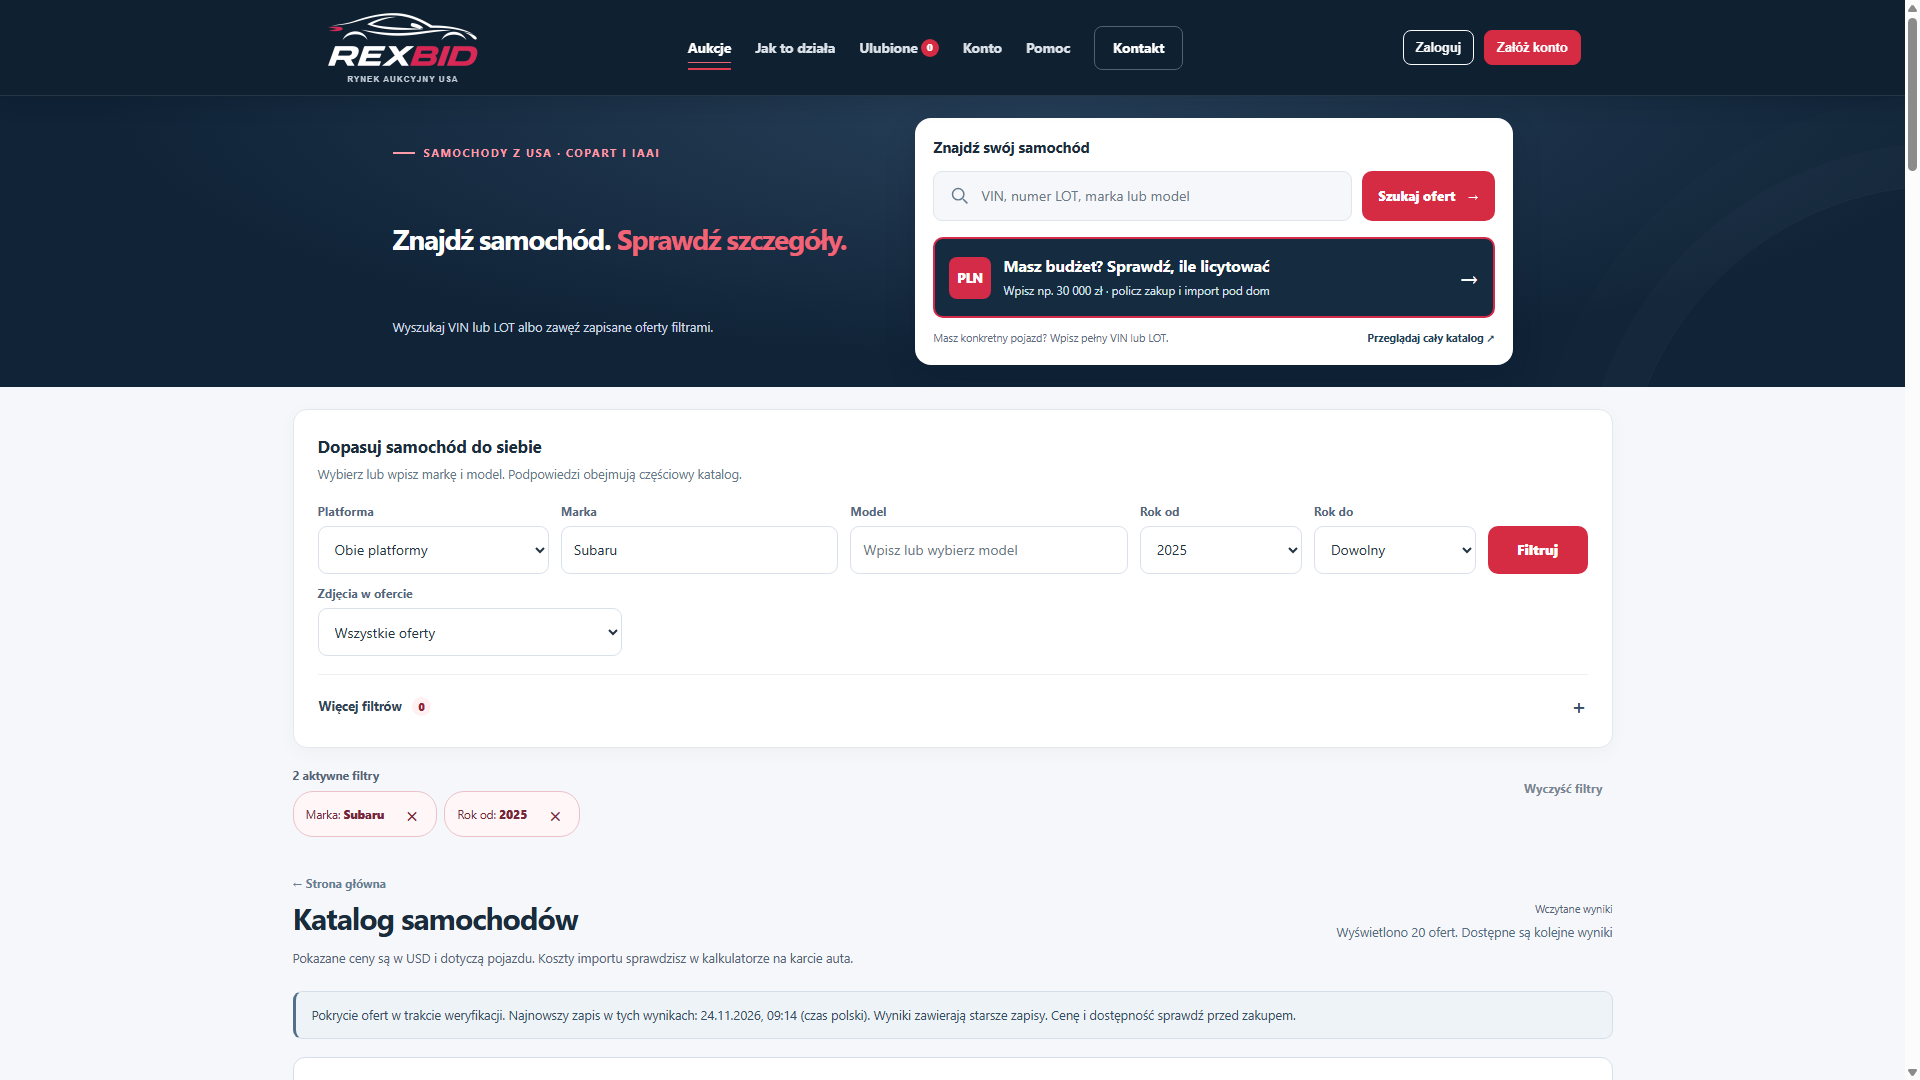 REXBID
RYNEK AUKCYJNY USA
Aukcje
Jak to działa
Ulubione 0
Konto
Pomoc
Kontakt
Zaloguj
Załóż konto
SAMOCHODY Z USA · COPART I IAAI
Znajdź samochód. Sprawdź szczegóły.
Wyszukaj VIN lub LOT albo zawęź zapisane oferty filtrami.
Znajdź swój samochód
VIN, numer LOT, marka lub model
Szukaj ofert →
PLN
Masz budżet? Sprawdź, ile licytować
Wpisz np. 30 000 zł · policz zakup i import pod dom
→
Masz konkretny pojazd? Wpisz pełny VIN lub LOT.
Przeglądaj cały katalog ↗
Dopasuj samochód do siebie
Wybierz lub wpisz markę i model. Podpowiedzi obejmują częściowy katalog.
Platforma
Marka
Model
Rok od
Rok do
Obie platformy
Subaru
Wpisz lub wybierz model
2025
Dowolny
Filtruj
Zdjęcia w ofercie
Wszystkie oferty
Więcej filtrów 0
+
2 aktywne filtry
Wyczyść filtry
Marka: Subaru ×
Rok od: 2025 ×
← Strona główna
Katalog samochodów
Wczytane wyniki
Wyświetlono 20 ofert. Dostępne są kolejne wyniki
Pokazane ceny są w USD i dotyczą pojazdu. Koszty importu sprawdzisz w kalkulatorze na karcie auta.
Pokrycie ofert w trakcie weryfikacji. Najnowszy zapis w tych wynikach: 24.11.2026, 09:14 (czas polski). Wyniki zawierają starsze zapisy. Cenę i dostępność sprawdź przed zakupem.